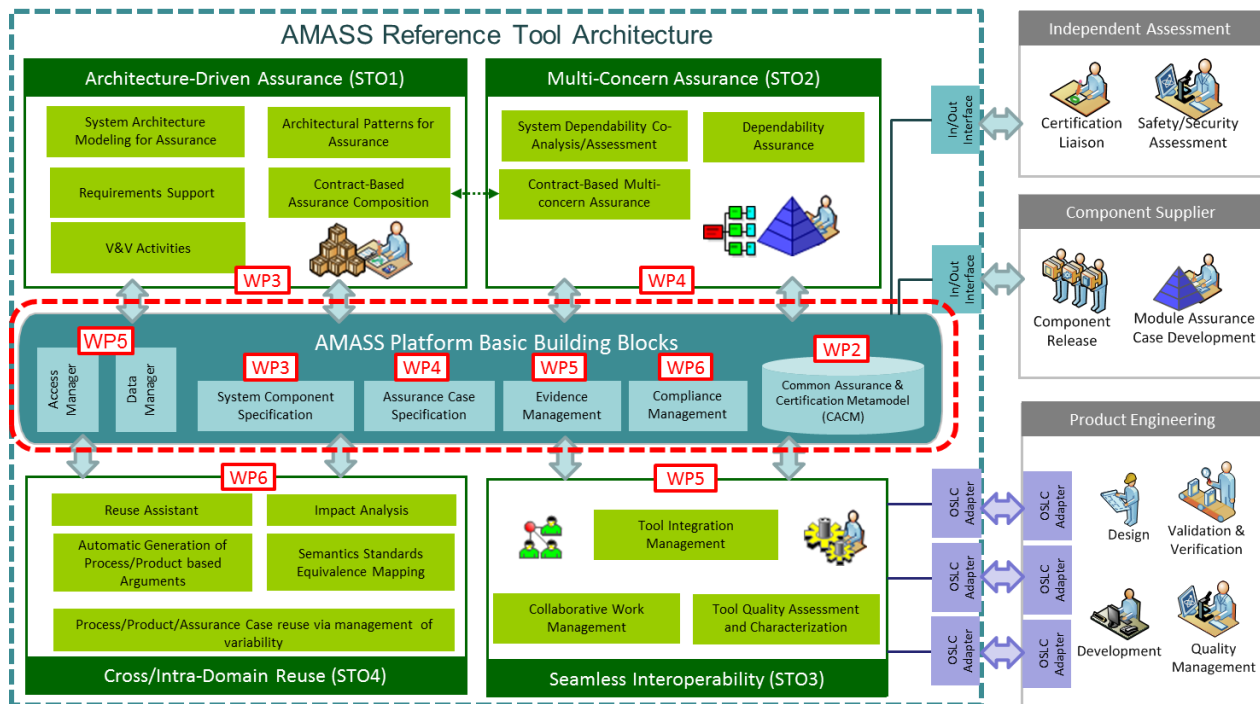 AMASS Reference Tool Architecture
Architecture-Driven Assurance (STO1)
System Architecture
Modeling for Assurance
Architectural Patterns for
Assurance
Requirements Support
Contract-Based
Assurance Composition
V&V Activities
WP3
Multi-Concern Assurance (STO2)
System Dependability Co-
Analysis/Assessment
Dependability
Assurance
Contract-Based Multi-
concern Assurance
WP4
In/Out
Interface
In/Out
Interface
Independent Assessment
Certification
Liaison
Safety/Security
Assessment
Component Supplier
Component
Release
Module Assurance
Case Development
AMASS Platform Basic Building Blocks
WP5
Access
Manager
Data
Manager
WP3
System Component
Specification
WP4
Assurance Case
Specification
WP5
Evidence
Management
WP6
Compliance
Management
WP2
Common Assurance &
Certification Metamodel
(CACM)
WP6
Reuse Assistant
Impact Analysis
Automatic Generation of
Process/Product based
Arguments
Semantics Standards
Equivalence Mapping
Process/Product/Assurance Case reuse via management of
variability
Cross/Intra-Domain Reuse (STO4)
WP5
Tool Integration
Management
Collaborative Work
Management
Tool Quality Assessment
and Characterization
Seamless Interoperability (STO3)
OSLC
Adapter
OSLC
Adapter
OSLC
Adapter
Product Engineering
OSLC
Adapter
OSLC
Adapter
OSLC
Adapter
Design
Validation &
Verification
Development
Quality
Management